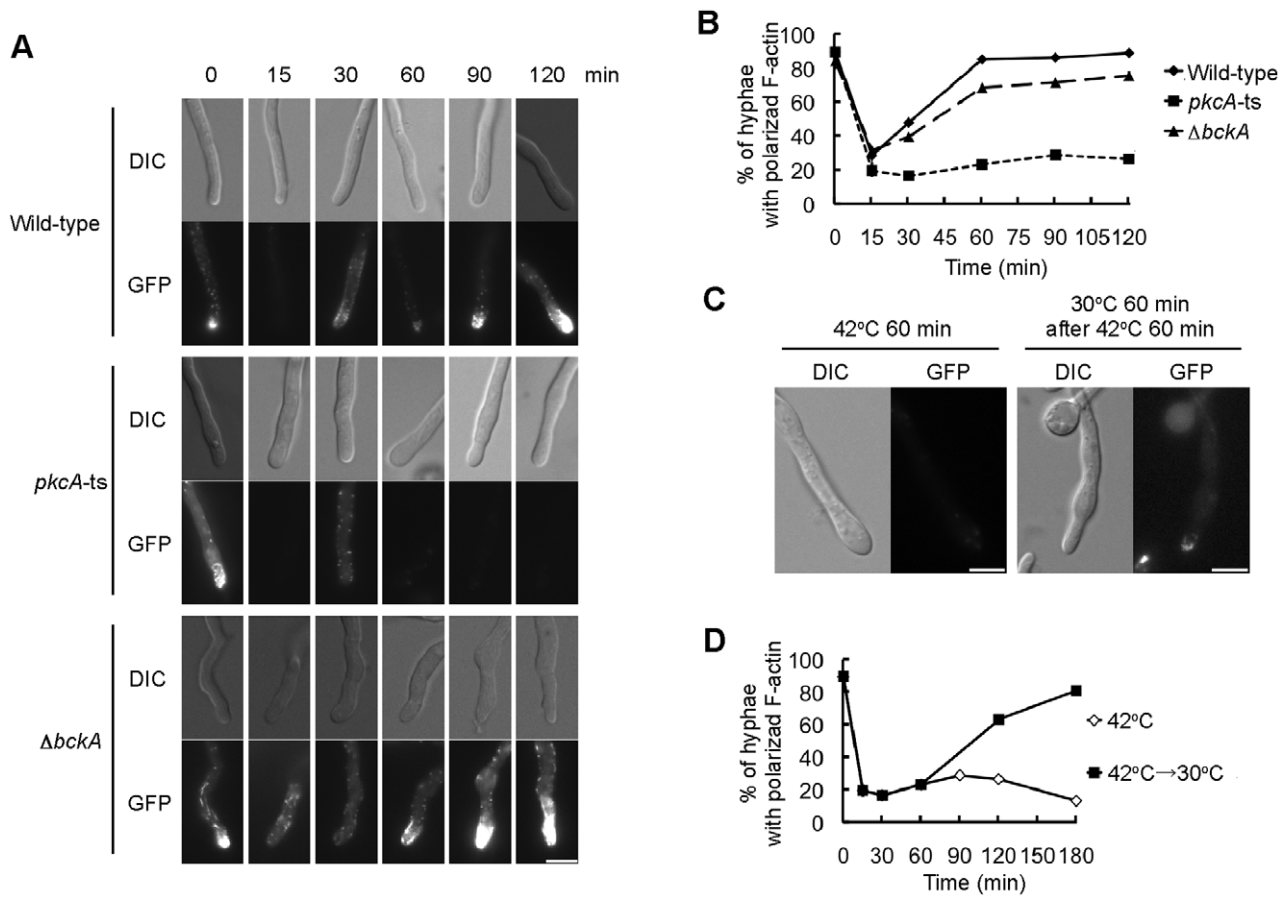 A
0 15 30 60 90 120 min
Wild-type
DIC
GFP
pkcA-ts
DIC
GFP
ΔbckA
DIC
GFP
B
% of hyphae
with polarizad F-actin
100
80
60
40
20
0
0 15 30 45 60 75 90 105 120
Time (min)
Wild-type
pkcA-ts
ΔbckA
C
42°C 60 min
30°C 60 min
after 42°C 60 min
DIC GFP DIC GFP
D
% of hyphae
with polarizad F-actin
100
80
60
40
20
0
0 30 60 90 120 150 180
Time (min)
42°C
42°C→30°C